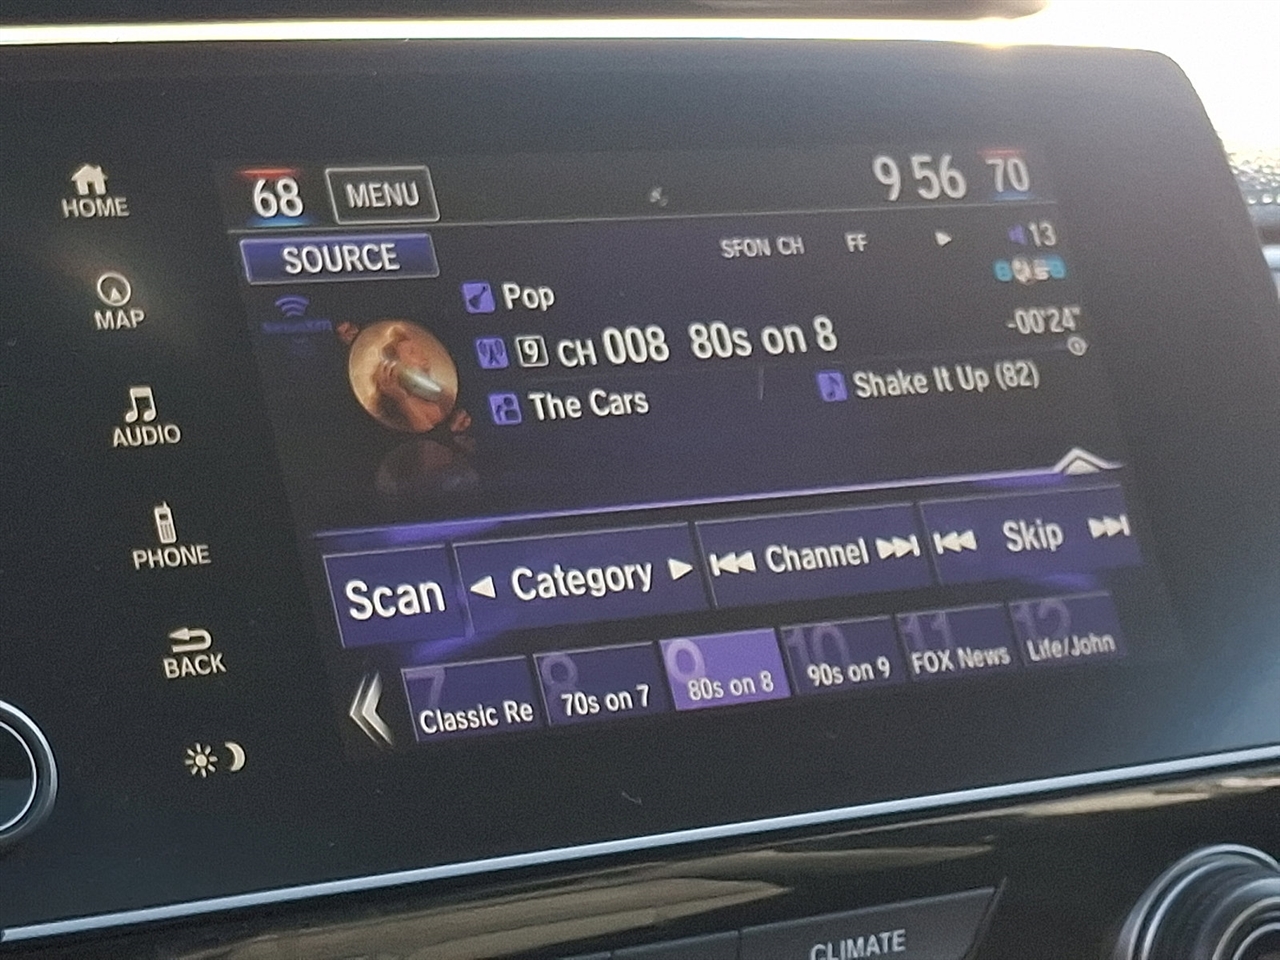 HOME
MAP
AUDIO
PHONE
BACK
68 MENU 9 56 70
SOURCE SFON CH FF 13
SiriusXM
Pop
9 CH 008 80s on 8 -00'24"
The Cars Shake It Up (82)
Scan Category Channel Skip
7 Classic Re
8 70s on 7
9 80s on 8
10 90s on 9
11 FOX News
12 Life/John
CLIMATE